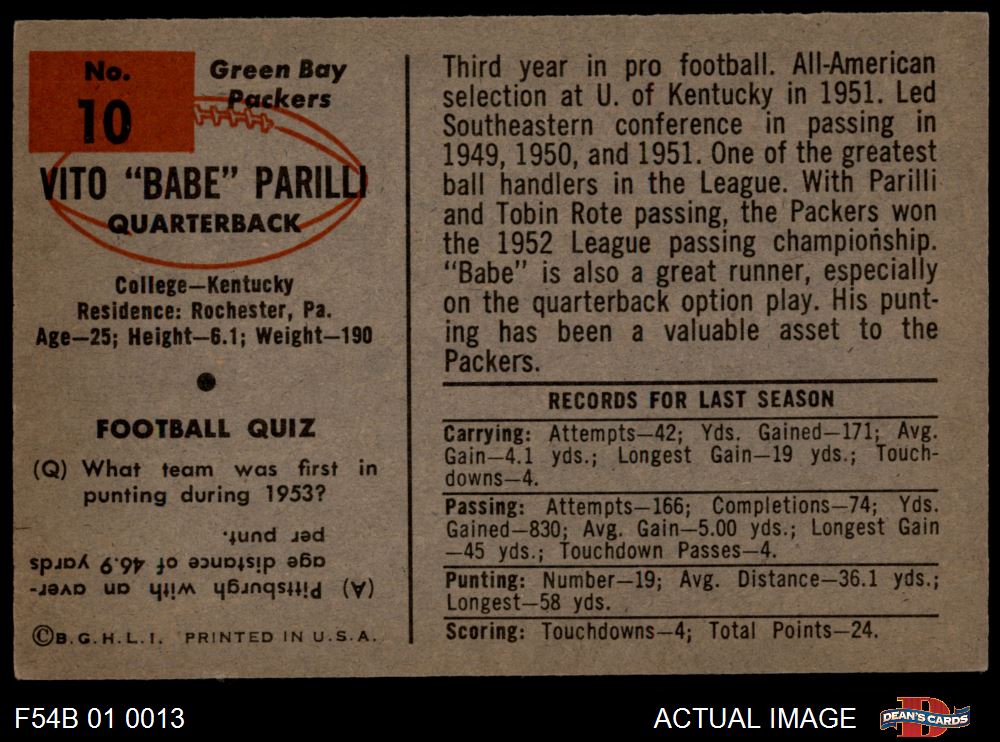 No.
10
Green Bay
Packers
VITO "BABE" PARILLI
QUARTERBACK
College—Kentucky
Residence: Rochester, Pa.
Age—25; Height—6.1; Weight—190
FOOTBALL QUIZ
(Q) What team was first in
punting during 1953?
(A) Pittsburgh with an aver-
age distance of 46.9 yards
per punt.
©B.G.H.L.I. PRINTED IN U.S.A.
Third year in pro football. All-American
selection at U. of Kentucky in 1951. Led
Southeastern conference in passing in
1949, 1950, and 1951. One of the greatest
ball handlers in the League. With Parilli
and Tobin Rote passing, the Packers won
the 1952 League passing championship.
"Babe" is also a great runner, especially
on the quarterback option play. His punt-
ing has been a valuable asset to the
Packers.
RECORDS FOR LAST SEASON
Carrying: Attempts—42; Yds. Gained—171; Avg.
Gain—4.1 yds.; Longest Gain—19 yds.; Touch-
downs—4.
Passing: Attempts—166; Completions—74; Yds.
Gained—830; Avg. Gain—5.00 yds.; Longest Gain
—45 yds.; Touchdown Passes—4.
Punting: Number—19; Avg. Distance—36.1 yds.;
Longest—58 yds.
Scoring: Touchdowns—4; Total Points—24.
F54B 01 0013
ACTUAL IMAGE
D
DEAN'S CARDS